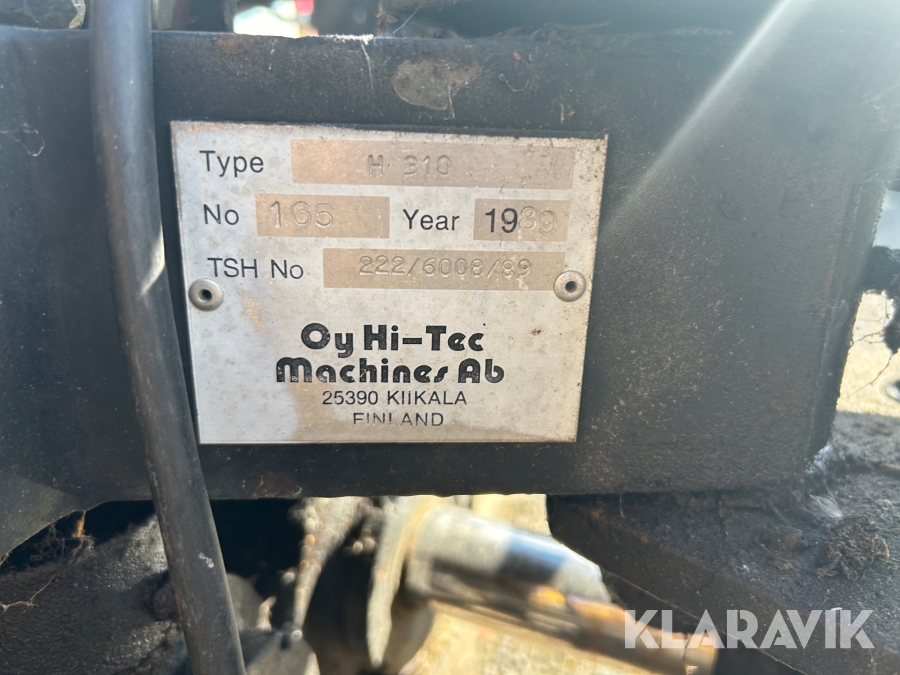 Type H 310
No 165 Year 1989
TSH No 222/6008/89
Oy Hi-Tec
Machines Ab
25390 KIIKALA
FINLAND
KLARAVIK